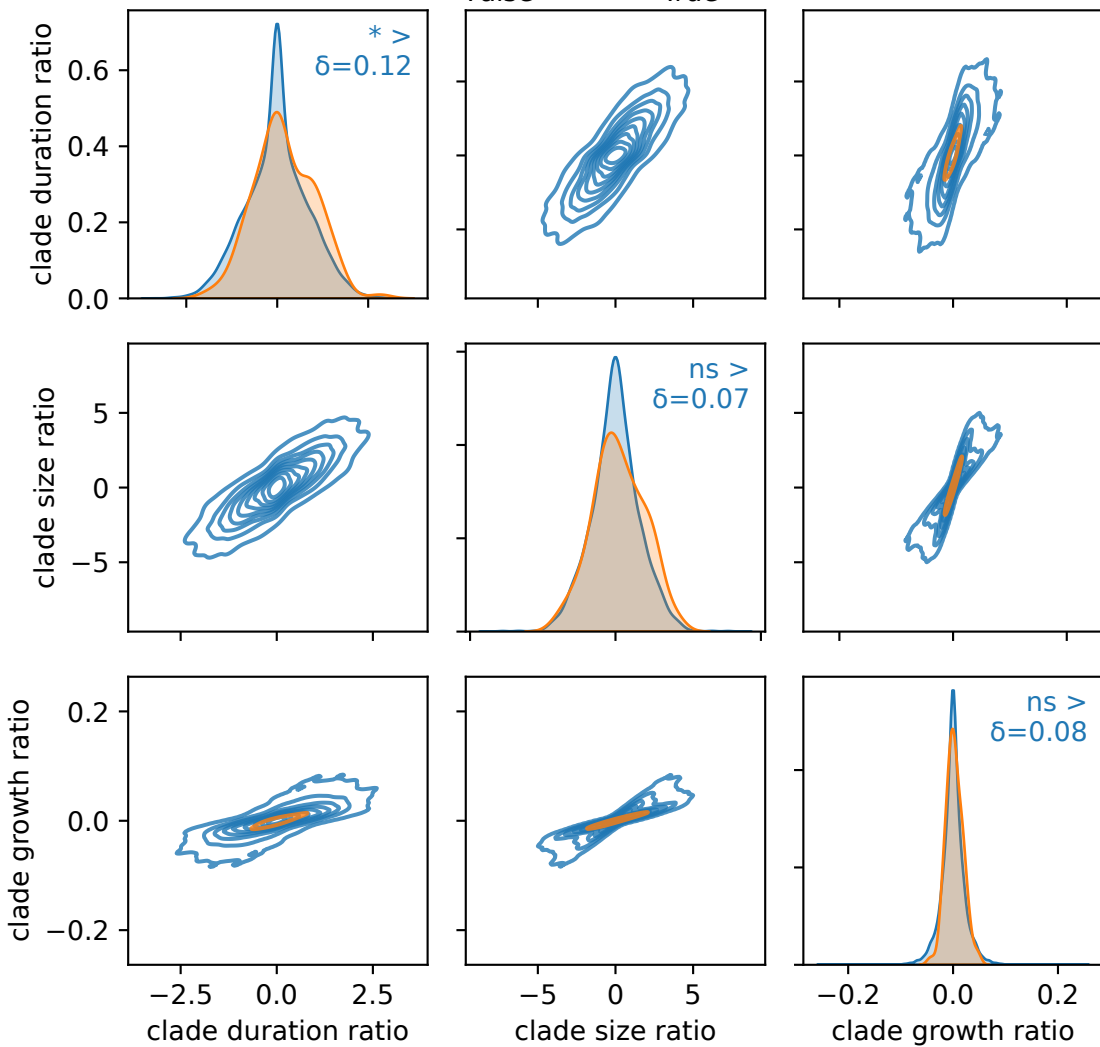 clade duration ratio
0.6
0.4
0.2
0.0
* >
δ=0.12
clade size ratio
5
0
−5
ns >
δ=0.07
clade growth ratio
0.2
0.0
−0.2
ns >
δ=0.08
−2.5 0.0 2.5
−5 0 5
−0.2 0.0 0.2
clade duration ratio
clade size ratio
clade growth ratio